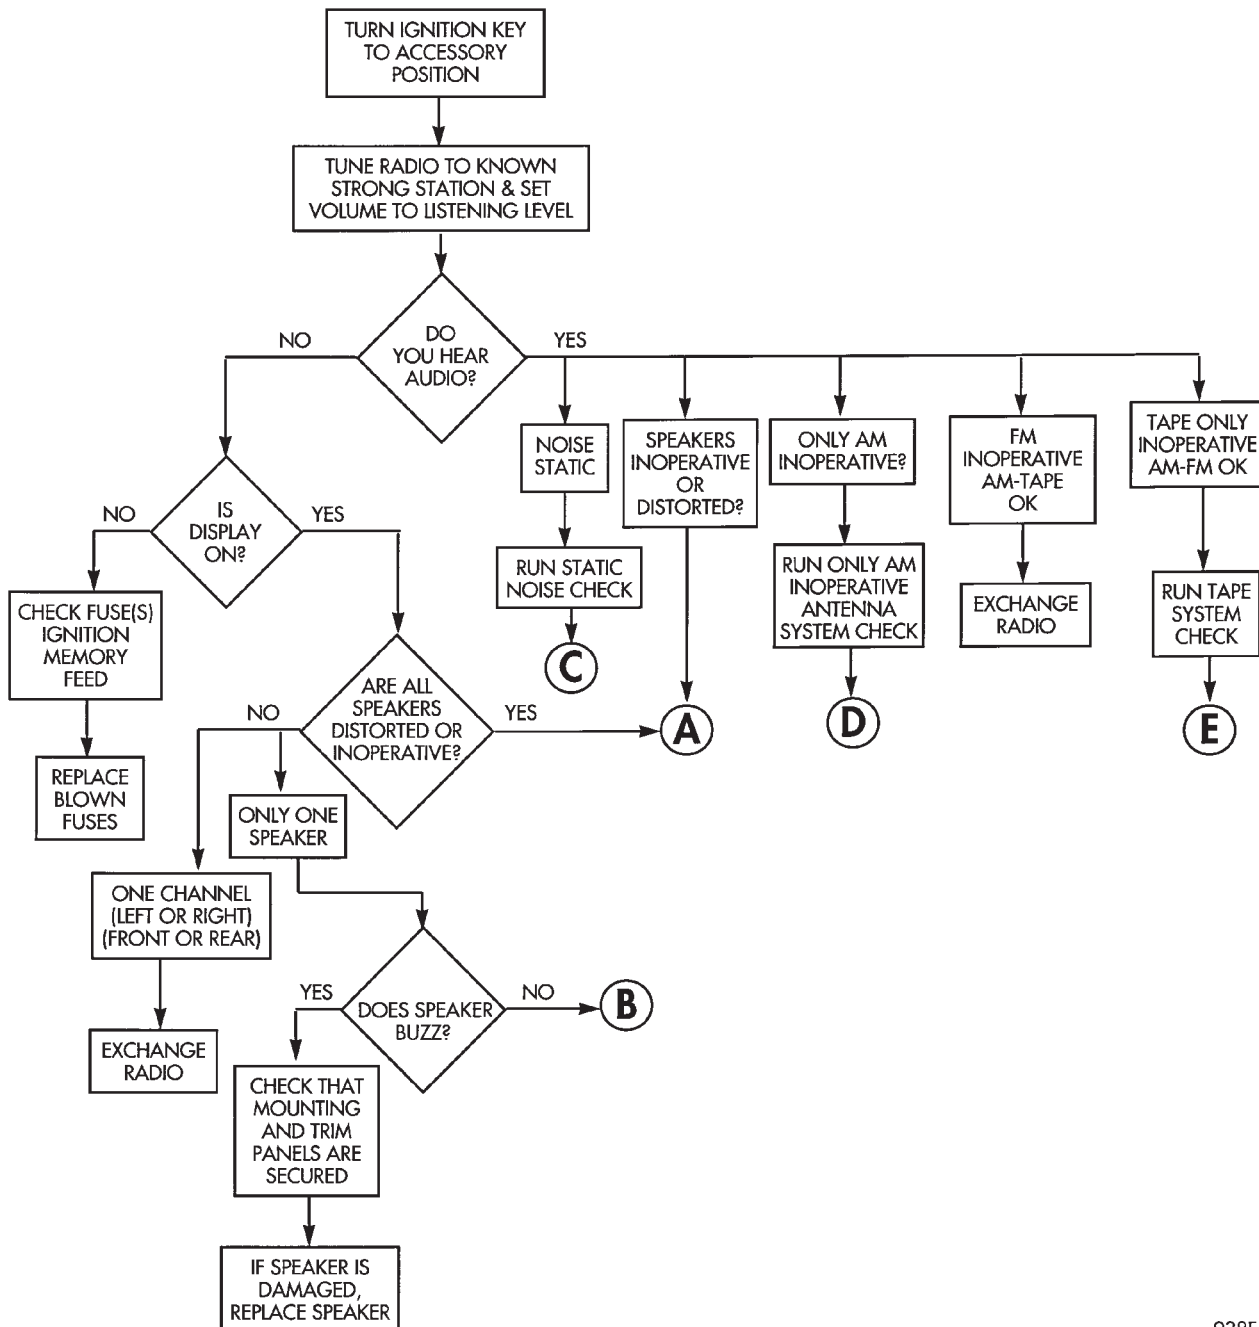 TURN IGNITION KEY
TO ACCESSORY
POSITION
TUNE RADIO TO KNOWN
STRONG STATION & SET
VOLUME TO LISTENING LEVEL
DO
YOU HEAR
AUDIO?
NO
YES
NOISE
STATIC
SPEAKERS
INOPERATIVE
OR
DISTORTED?
ONLY AM
INOPERATIVE?
FM
INOPERATIVE
AM-TAPE
OK
TAPE ONLY
INOPERATIVE
AM-FM OK
IS
DISPLAY
ON?
NO
YES
RUN STATIC
NOISE CHECK
RUN ONLY AM
INOPERATIVE
ANTENNA
SYSTEM CHECK
EXCHANGE
RADIO
RUN TAPE
SYSTEM
CHECK
CHECK FUSE(S)
IGNITION
MEMORY
FEED
C
D
E
ARE ALL
SPEAKERS
DISTORTED OR
INOPERATIVE?
NO
YES
A
REPLACE
BLOWN
FUSES
ONLY ONE
SPEAKER
ONE CHANNEL
(LEFT OR RIGHT)
(FRONT OR REAR)
EXCHANGE
RADIO
DOES SPEAKER
BUZZ?
YES
NO
B
CHECK THAT
MOUNTING
AND TRIM
PANELS ARE
SECURED
IF SPEAKER IS
DAMAGED,
REPLACE SPEAKER